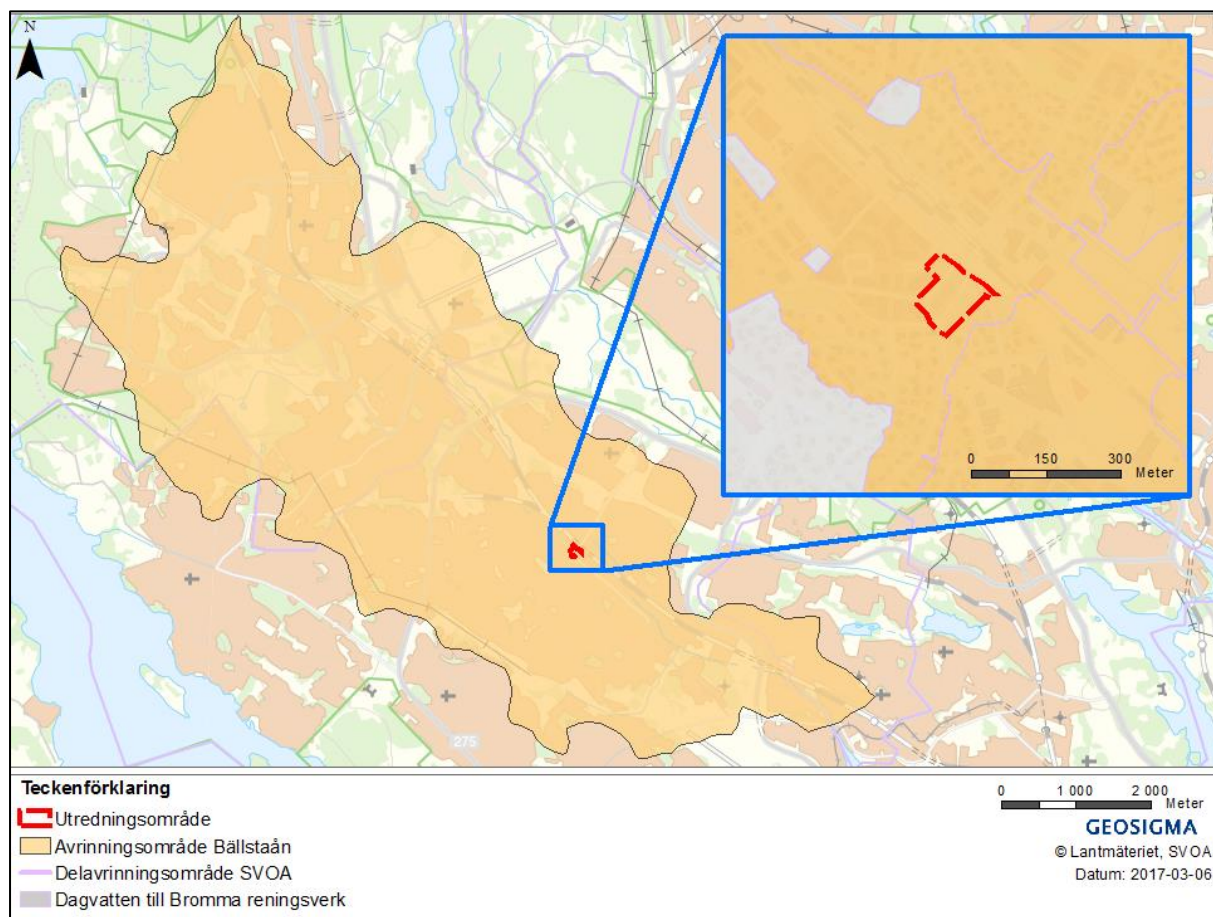 N
0 150 300
Meter
275
Teckenförklaring
Utredningsområde
Avrinningsområde Bällstaån
Delavrinningsområde SVOA
Dagvatten till Bromma reningsverk
0 1 000 2 000
Meter
GEOSIGMA
© Lantmäteriet, SVOA
Datum: 2017-03-06